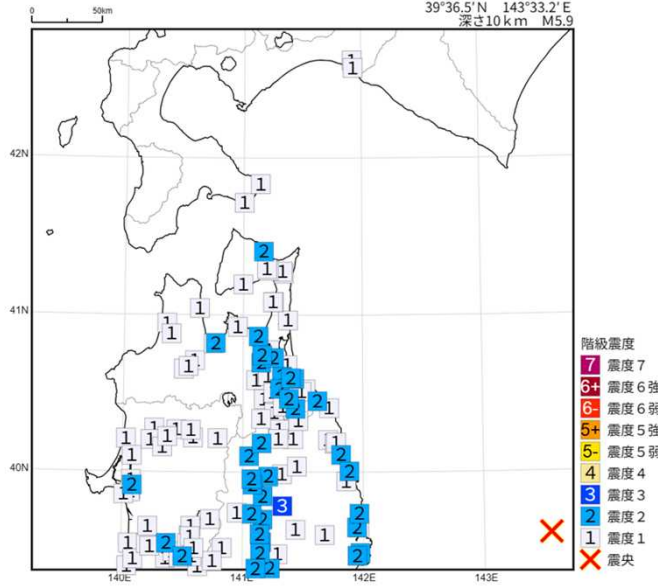 0 50km
39°36.5' N 143°33.2' E
深さ10km M5.9
42N
41N
40N
140E
141E
142E
143E
階級震度
7 震度7
6+ 震度6強
6- 震度6弱
5+ 震度5強
5- 震度5弱
4 震度4
3 震度3
2 震度2
1 震度1
震央